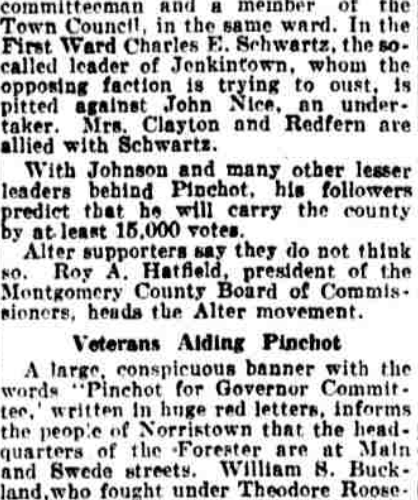 committeeman and a member of the
Town Council, in the same ward. In the
First Ward Charles E. Schwartz, the so-
called leader of Jenkintown, whom the
opposing faction is trying to oust, is
pitted against John Nice, an under-
taker. Mrs. Clayton and Redfern are
allied with Schwartz.
With Johnson and many other lesser
leaders behind Pinchot, his followers
predict that he will carry the county
by at least 15,000 votes.
Alter supporters say they do not think
so. Roy A. Hatfield, president of the
Montgomery County Board of Commis-
sioners, heads the Alter movement.
Veterans Aiding Pinchot
A large, conspicuous banner with the
words "Pinchot for Governor Commit-
tee,' written in huge red letters, informs
the people of Norristown that the head-
quarters of the Forester are at Main
and Swede streets. William S. Buck-
land, who fought under Theodore Roose-